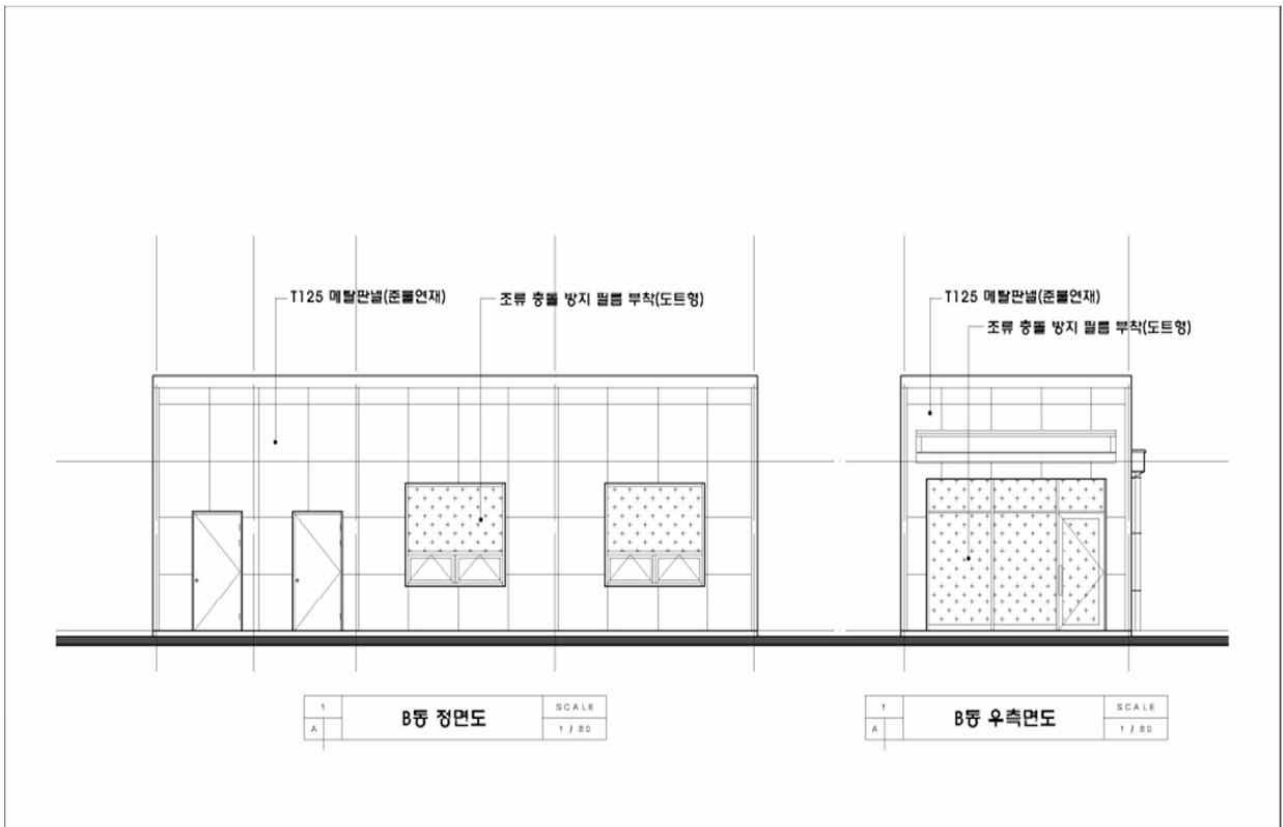 T125 메탈판넬(준불연재)
조류 충돌 방지 필름 부착(도트형)
T125 메탈판넬(준불연재)
조류 충돌 방지 필름 부착(도트형)
1
A
B동 정면도
SCALE
1 / 80
1
A
B동 우측면도
SCALE
1 / 80